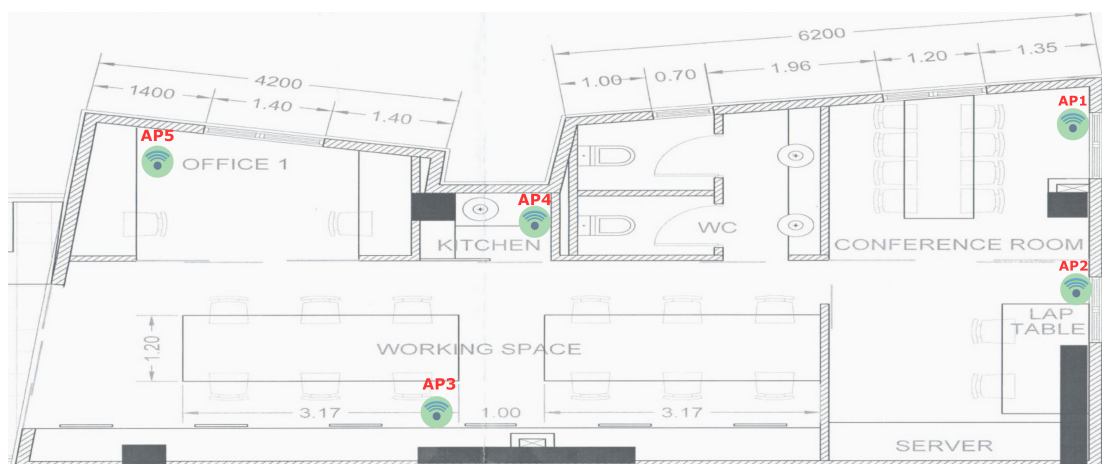 6200
1.00
0.70
1.96
1.20
1.35
4200
1400
1.40
1.40
AP1
AP5
OFFICE 1
AP4
KITCHEN
WC
CONFERENCE ROOM
AP2
LAP
TABLE
1.20
WORKING SPACE
AP3
3.17
1.00
3.17
SERVER